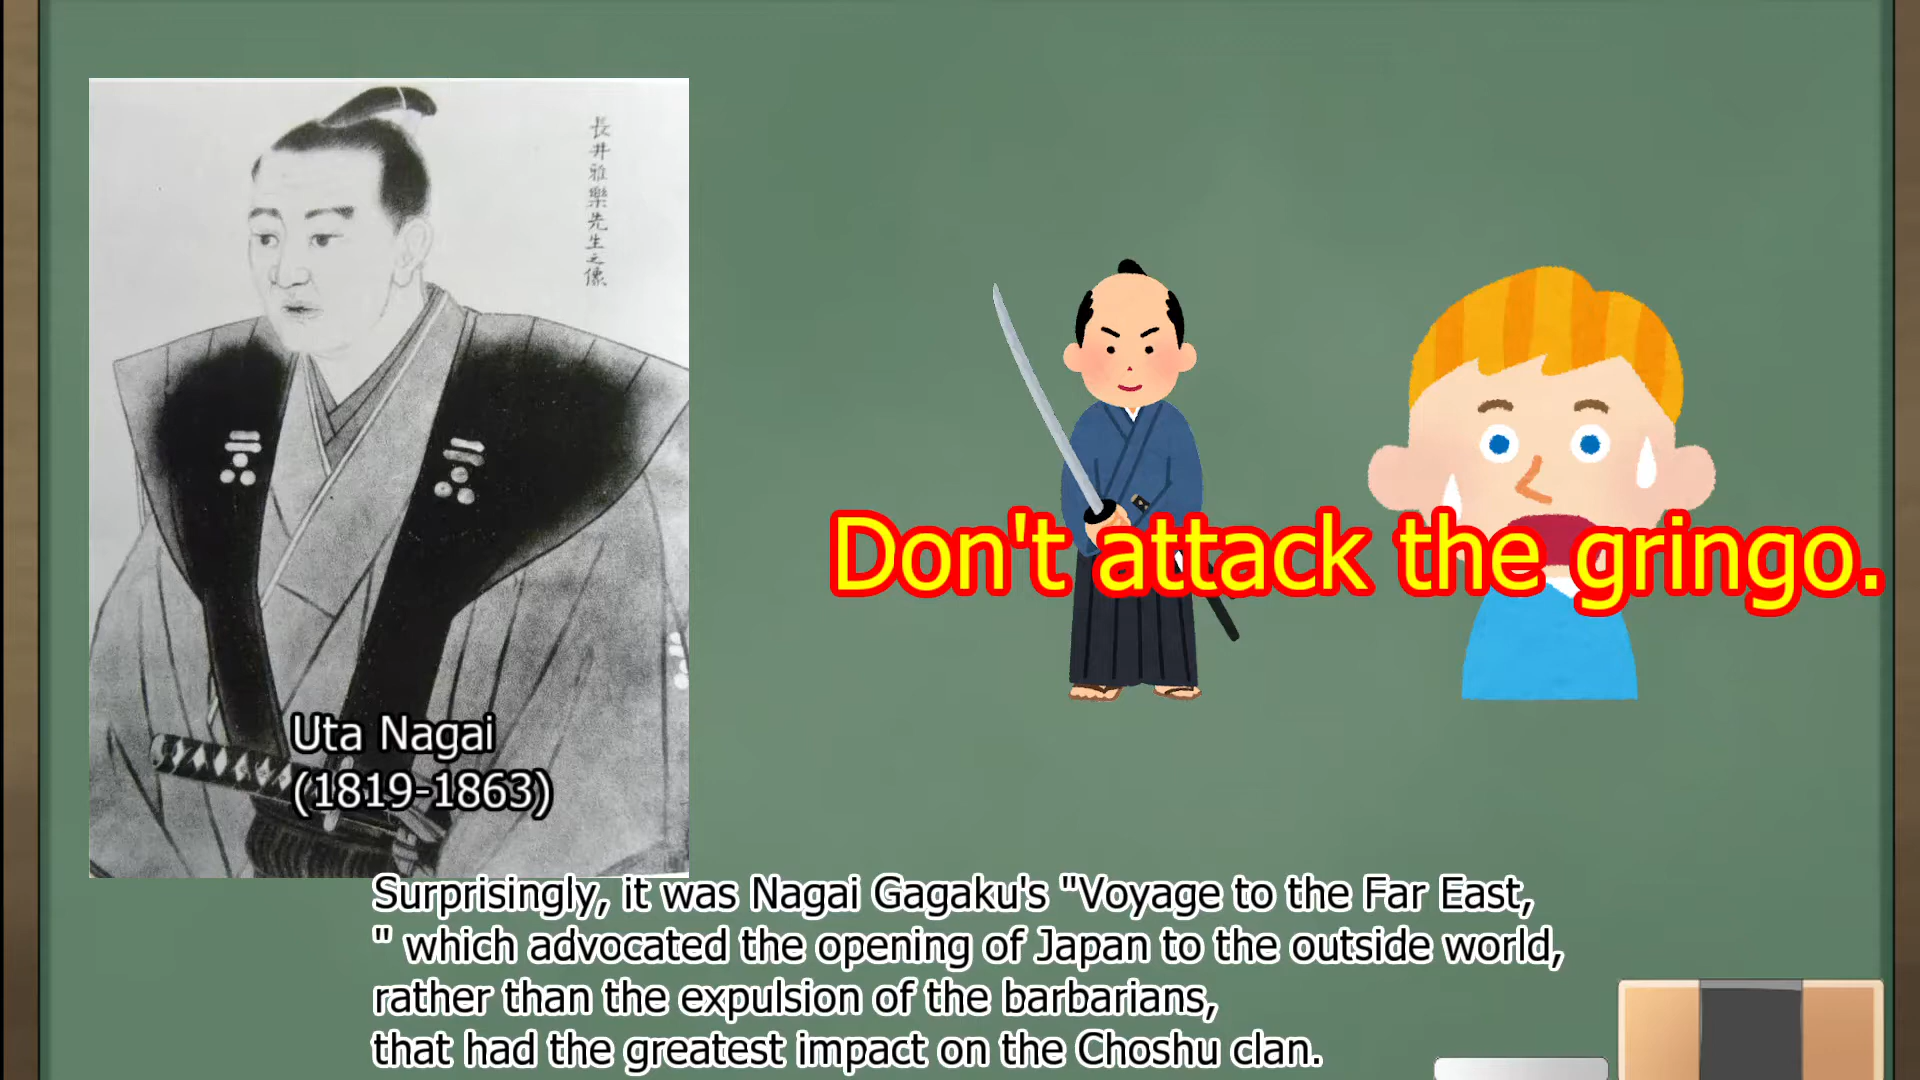 長井雅樂先生之像
Don't attack the gringo.
Uta Nagai
(1819-1863)
Surprisingly, it was Nagai Gagaku's "Voyage to the Far East,
" which advocated the opening of Japan to the outside world,
rather than the expulsion of the barbarians,
that had the greatest impact on the Choshu clan.